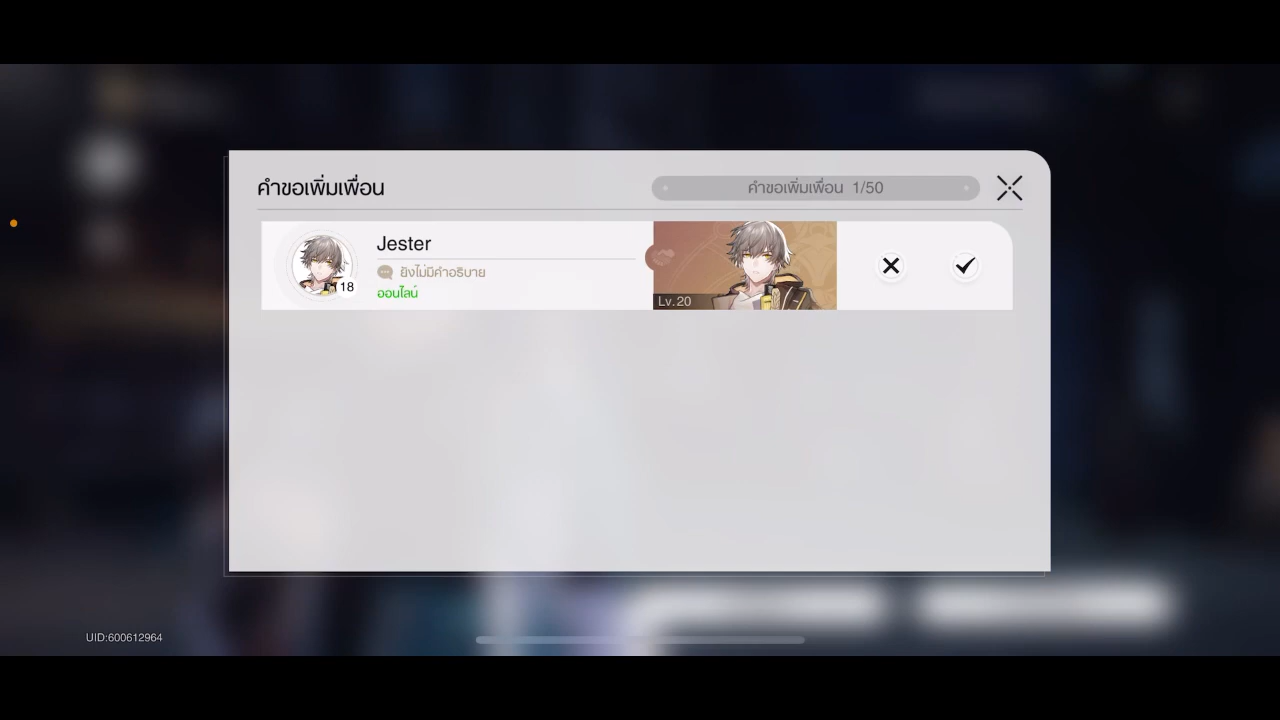 คำขอเพิ่มเพื่อน
คำขอเพิ่มเพื่อน 1/50
Jester
18
ยังไม่มีคำอธิบาย
ออนไลน์
Lv.20
UID:600612964